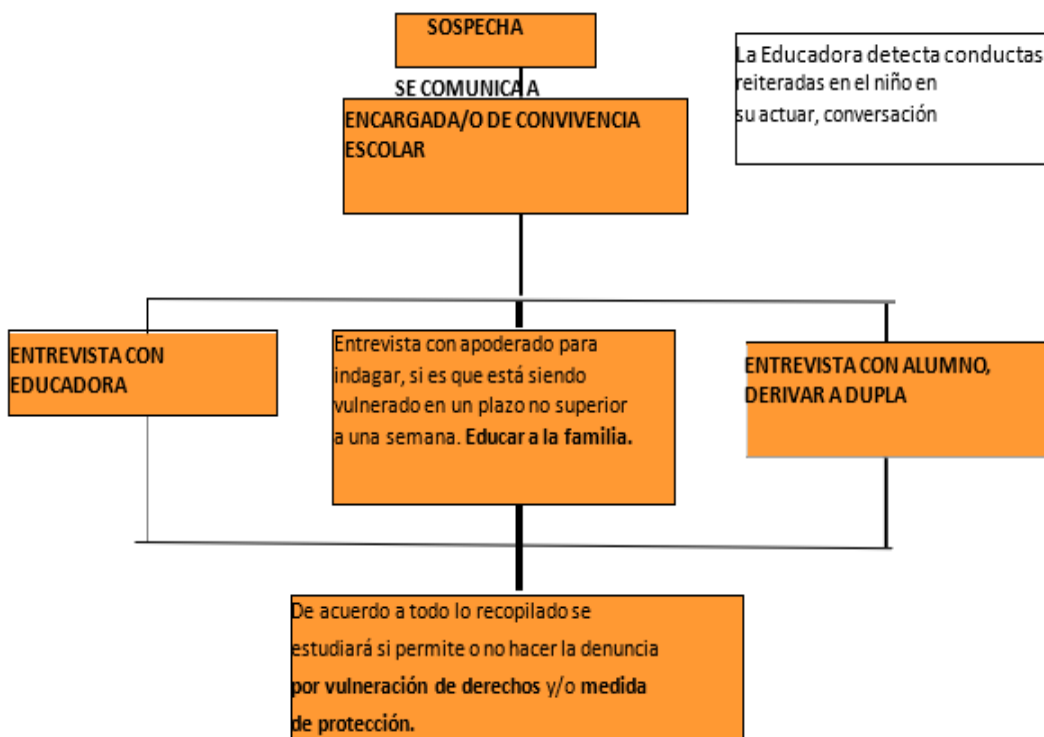 SOSPECHA
La Educadora detecta conductas
reiteradas en el niño en
su actuar, conversación
SE COMUNICA A
ENCARGADA/O DE CONVIVENCIA
ESCOLAR
ENTREVISTA CON
EDUCADORA
Entrevista con apoderado para
indagar, si es que está siendo
vulnerado en un plazo no superior
a una semana. Educar a la familia.
ENTREVISTA CON ALUMNO,
DERIVAR A DUPLA
De acuerdo a todo lo recopilado se
estudiará si permite o no hacer la denuncia
por vulneración de derechos y/o medida
de protección.